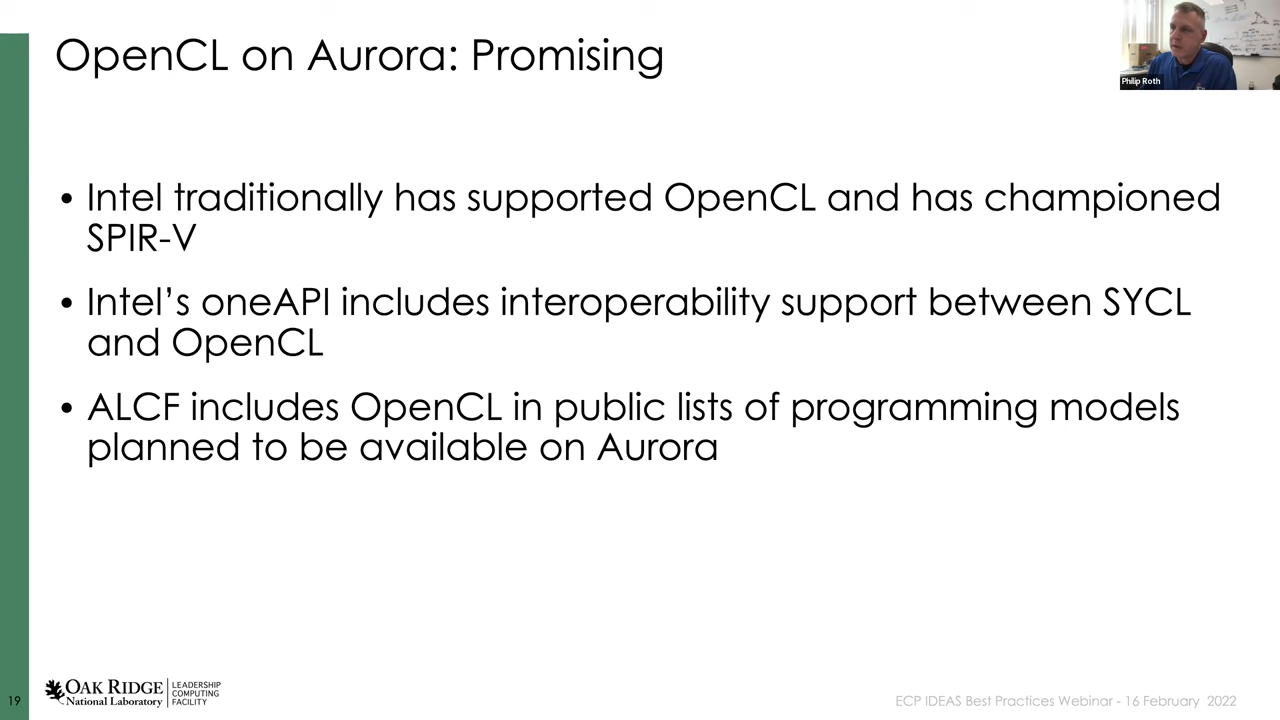 OpenCL on Aurora: Promising
Philip Roth
• Intel traditionally has supported OpenCL and has championed
SPIR-V
• Intel’s oneAPI includes interoperability support between SYCL
and OpenCL
• ALCF includes OpenCL in public lists of programming models
planned to be available on Aurora
19
OAK RIDGE
National Laboratory
LEADERSHIP
COMPUTING
FACILITY
ECP IDEAS Best Practices Webinar - 16 February 2022